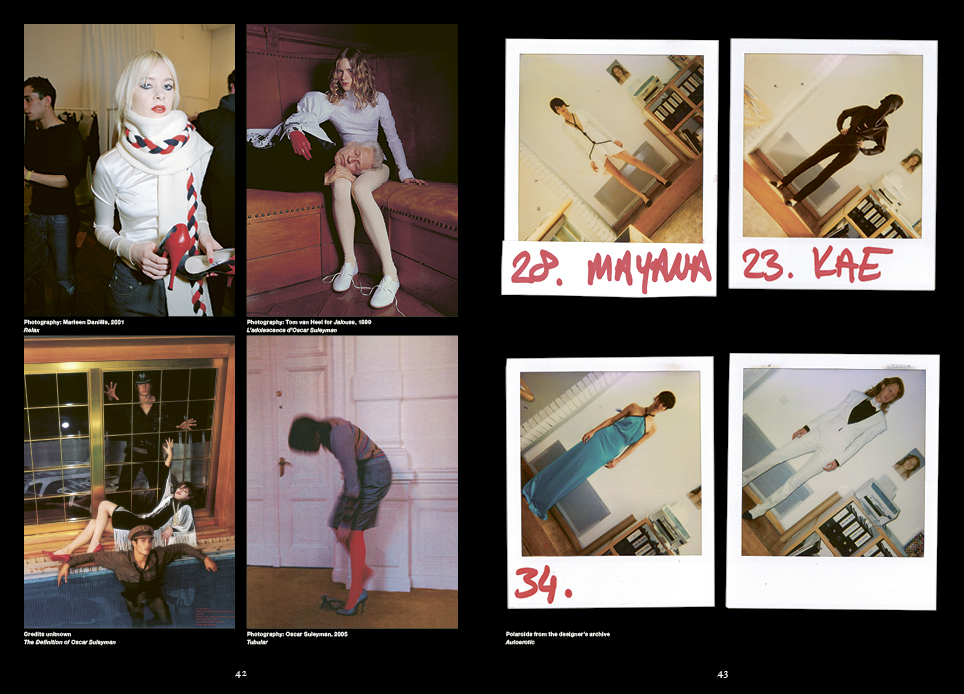 Photography: Marleen Daniëls, 2001
Relax
Photography: Tom van Heel for Jalouse, 1999
L'adolescence d'Oscar Suleyman
Credits unknown
The Definition of Oscar Suleyman
Photography: Oscar Suleyman, 2005
Tubular
42
28. MAYANA
23. KAE
34.
Polaroids from the designer's archive
Autoerotic
43